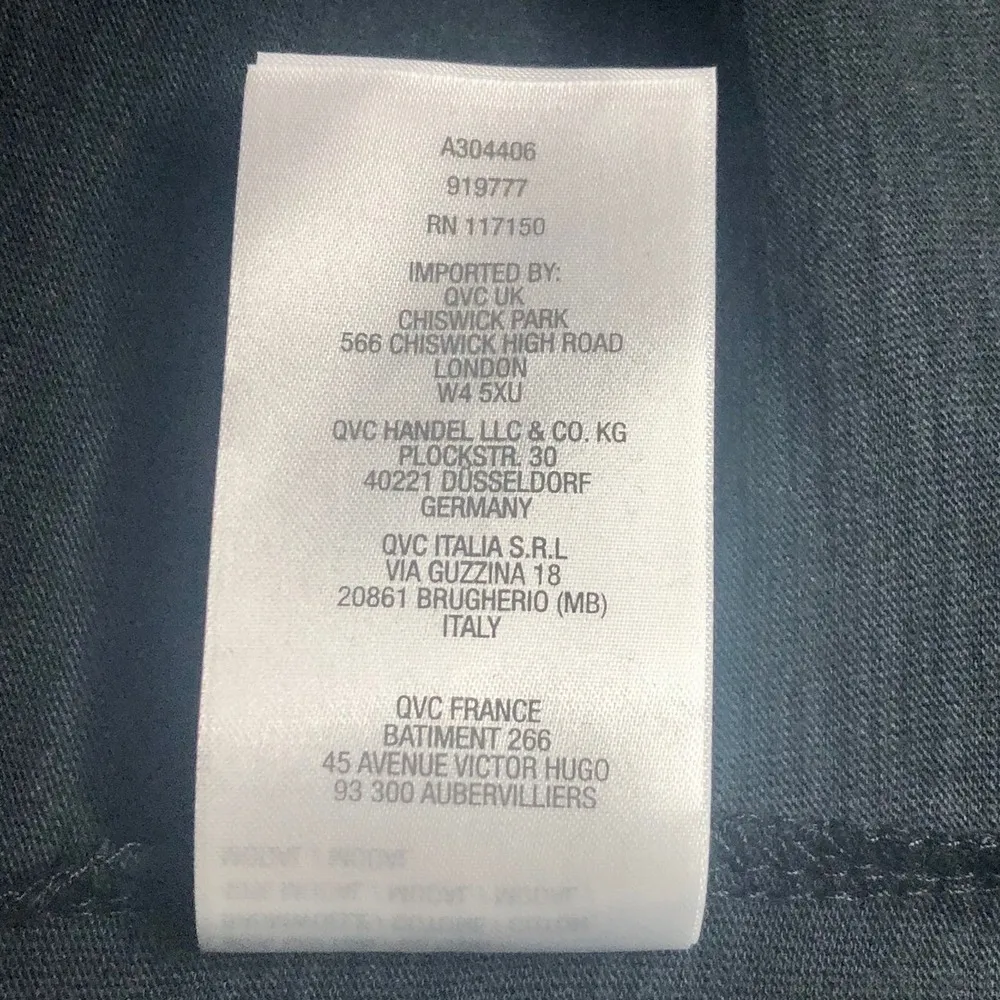 A304406
919777
RN 117150
IMPORTED BY:
QVC UK
CHISWICK PARK
566 CHISWICK HIGH ROAD
LONDON
W4 5XU
QVC HANDEL LLC & CO. KG
PLOCKSTR. 30
40221 DÜSSELDORF
GERMANY
QVC ITALIA S.R.L
VIA GUZZINA 18
20861 BRUGHERIO (MB)
ITALY
QVC FRANCE
BATIMENT 266
45 AVENUE VICTOR HUGO
93 300 AUBERVILLIERS